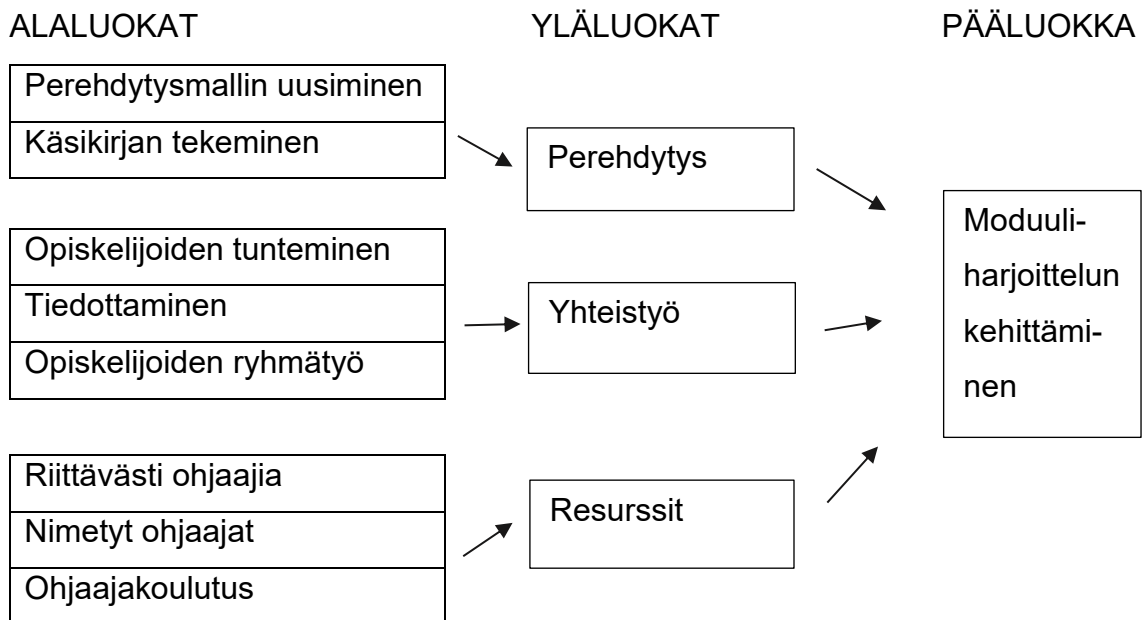 ALALUOKAT
YLÄLUOKAT
PÄÄLUOKKA
Perehdytysmallin uusiminen
Käsikirjan tekeminen
Perehdytys
Opiskelijoiden tunteminen
Tiedottaminen
Opiskelijoiden ryhmätyö
Yhteistyö
Riittävästi ohjaajia
Nimetyt ohjaajat
Ohjaajakoulutus
Resurssit
Moduuli-
harjoittelun
kehittämi-
nen